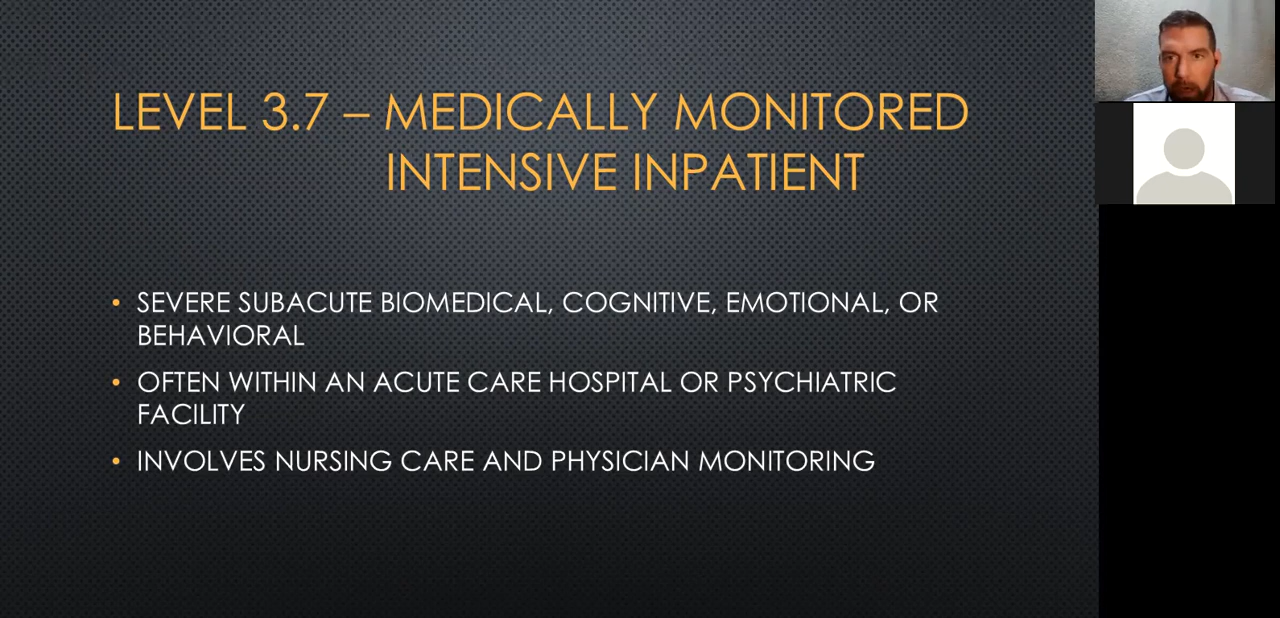 LEVEL 3.7 – MEDICALLY MONITORED
INTENSIVE INPATIENT
• SEVERE SUBACUTE BIOMEDICAL, COGNITIVE, EMOTIONAL, OR
BEHAVIORAL
• OFTEN WITHIN AN ACUTE CARE HOSPITAL OR PSYCHIATRIC
FACILITY
• INVOLVES NURSING CARE AND PHYSICIAN MONITORING